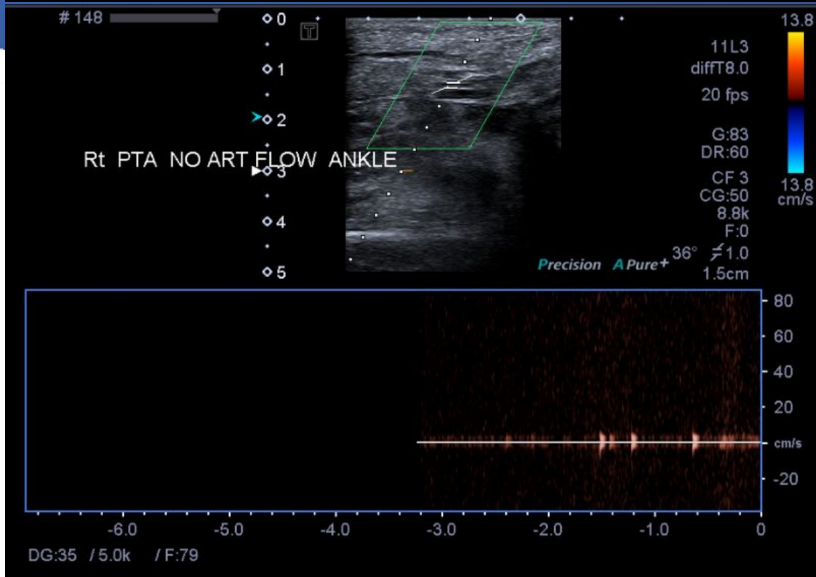 # 148
0
1
2
3
4
5
T
13.8
11L3
diffT8.0
20 fps
G:83
DR:60
CF 3
CG:50
8.8k
F:0
13.8
cm/s
Rt PTA NO ART FLOW ANKLE
36° ≠1.0
1.5cm
Precision A Pure+
80
60
40
20
cm/s
-20
-6.0 -5.0 -4.0 -3.0 -2.0 -1.0 0
DG:35 / 5.0k / F:79